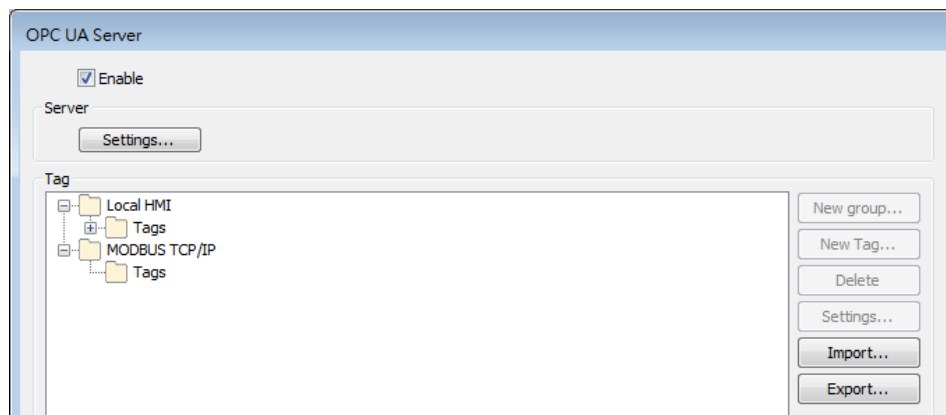 OPC UA Server
Enable
Server
Settings...
Tag
Local HMI
Tags
MODBUS TCP/IP
Tags
New group...
New Tag...
Delete
Settings...
Import...
Export...